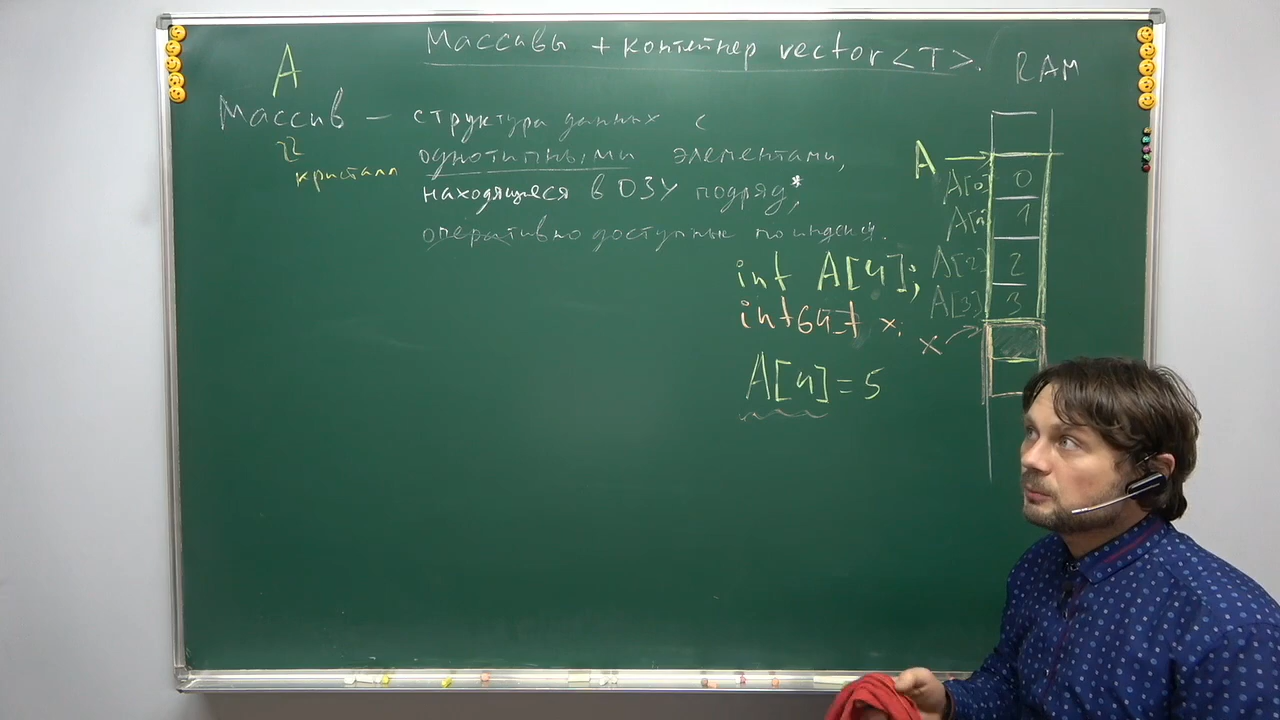 Массивы + контейнер vector<T>.
A
Массив — структура данных с
однотипными элементами,
кристалл
находящиеся в ОЗУ подряд*,
оперативно доступные по индексу.
int A[4];
int64_t x;
A[4] = 5
RAM
A
A[0] 0
A[1] 1
A[2] 2
A[3] 3
x